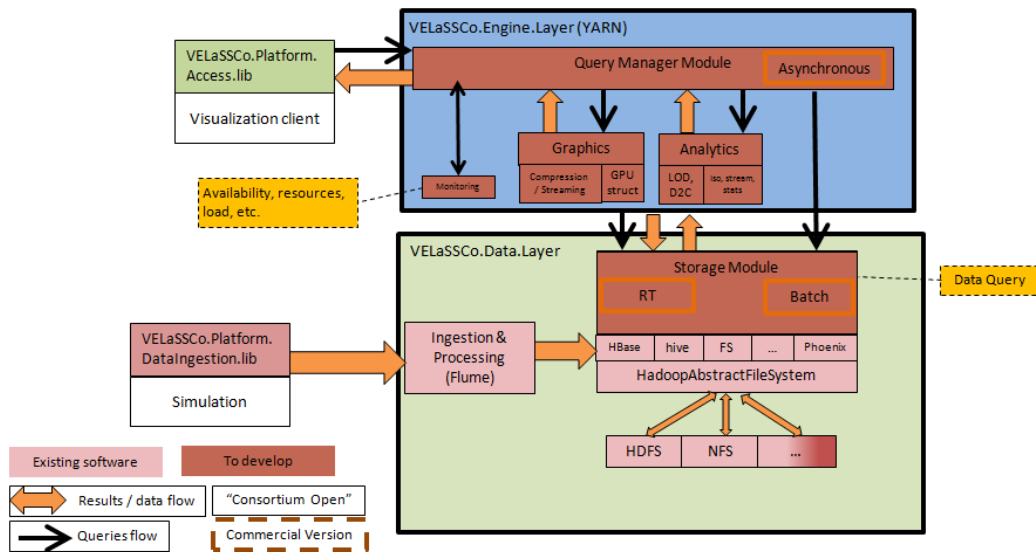 VELaSSCo.Engine.Layer (YARN)
VELaSSCo.Platform.
Access.lib
Visualization client
Query Manager Module
Asynchronous
Graphics
Compression
/ Streaming
GPU
struct
Analytics
LOD,
D2C
Iso, stream,
stats
Monitoring
Availability, resources,
load, etc.
VELaSSCo.Data.Layer
Storage Module
RT
Batch
Data Query
VELaSSCo.Platform.
DataIngestion.lib
Simulation
Ingestion &
Processing
(Flume)
HBase
hive
FS
...
Phoenix
HadoopAbstractFileSystem
HDFS
NFS
...
Existing software
To develop
Results / data flow
“Consortium Open”
Queries flow
Commercial Version